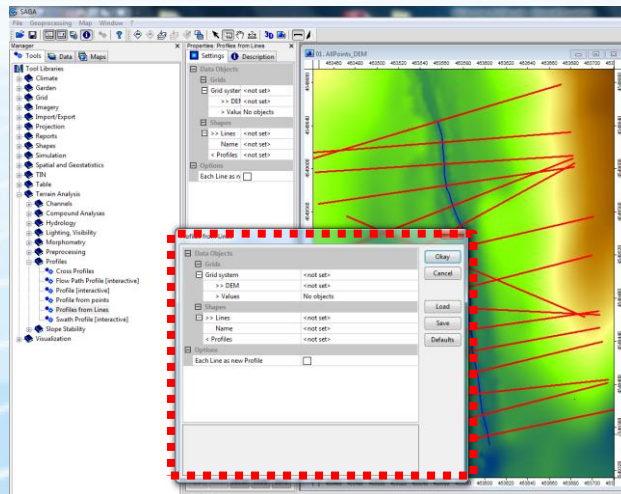 SAGA
File Geoprocessing Map Window ?
3D
Manager
Tools Data Maps
Tool Libraries
Climate
Garden
Grid
Imagery
Import/Export
Projection
Reports
Shapes
Simulation
Spatial and Geostatistics
TIN
Table
Terrain Analysis
Channels
Compound Analyses
Hydrology
Lighting, Visibility
Morphometry
Preprocessing
Profiles
Cross Profiles
Flow Path Profile [interactive]
Profile [interactive]
Profile from points
Profiles from Lines
Swath Profile [interactive]
Slope Stability
Visualization
Properties: Profiles from Lines
Settings Description
Data Objects
Grids
Grid system <not set>
>> DEM <not set>
> Values No objects
Shapes
>> Lines <not set>
Name <not set>
< Profiles <not set>
Options
Each Line as n
01. AllPoints_DEM
Data Objects
Grids
Grid system <not set>
>> DEM <not set>
> Values No objects
Shapes
>> Lines <not set>
Name <not set>
< Profiles <not set>
Options
Each Line as new Profile
Okay
Cancel
Load
Save
Defaults